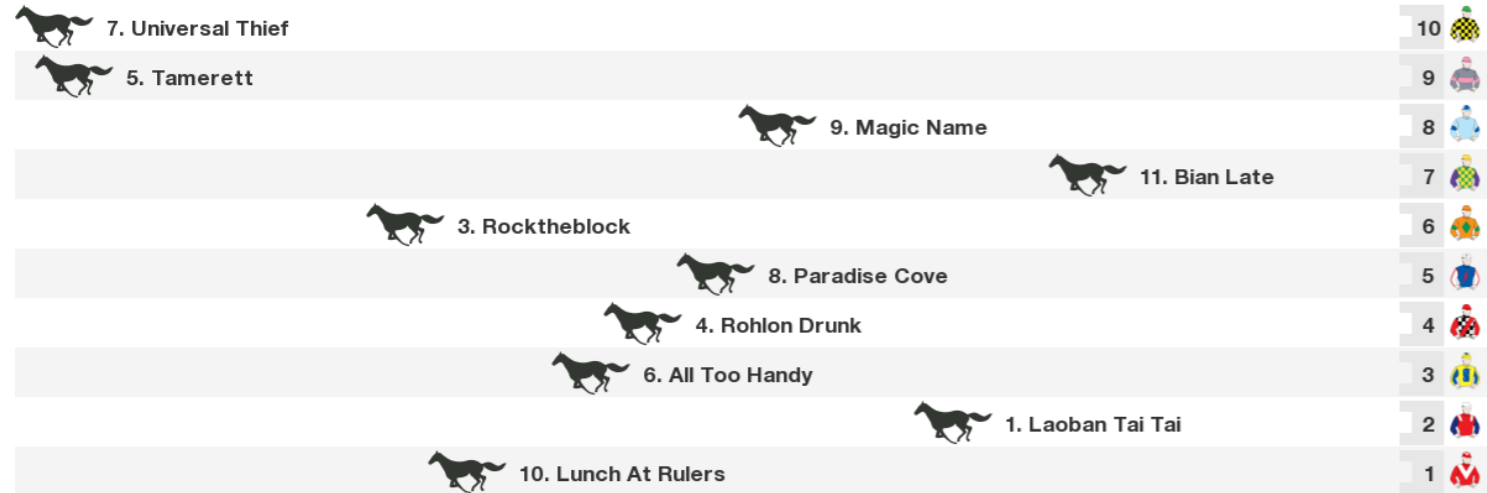 7. Universal Thief 10
5. Tamerett 9
9. Magic Name 8
11. Bian Late 7
3. Rocktheblock 6
8. Paradise Cove 5
4. Rohlon Drunk 4
6. All Too Handy 3
1. Laoban Tai Tai 2
10. Lunch At Rulers 1